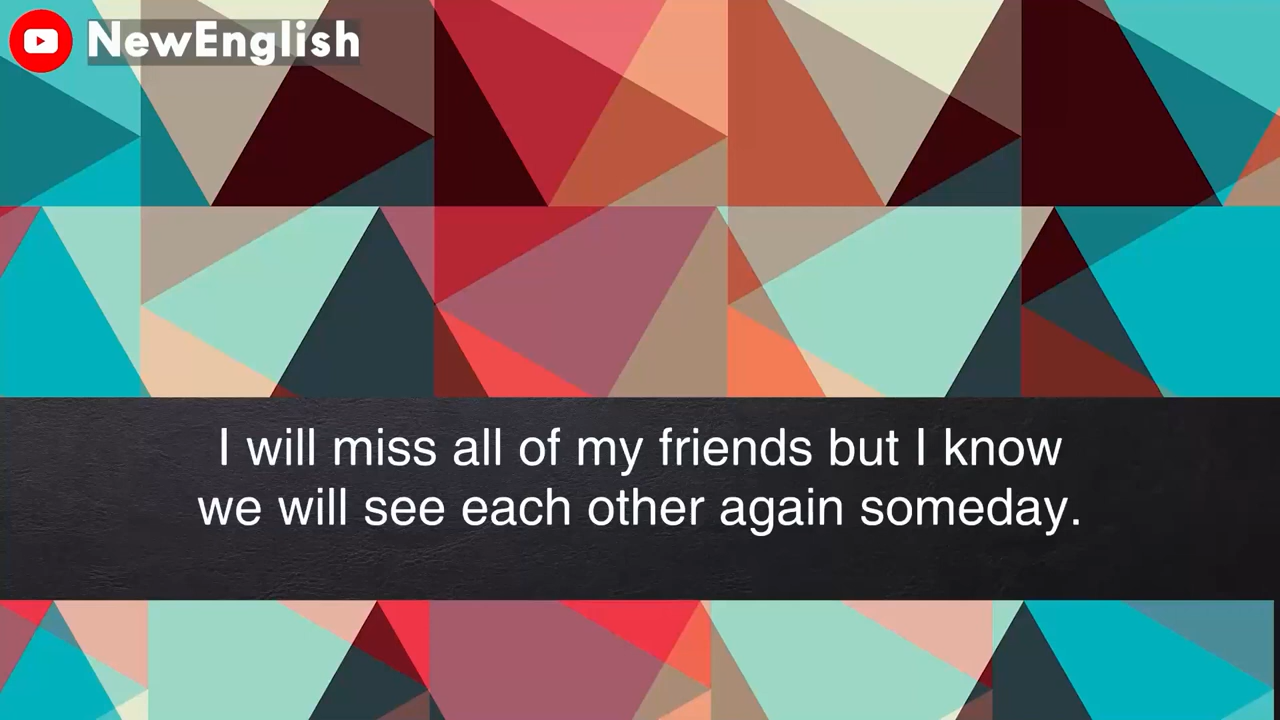 NewEnglish
I will miss all of my friends but I know
we will see each other again someday.